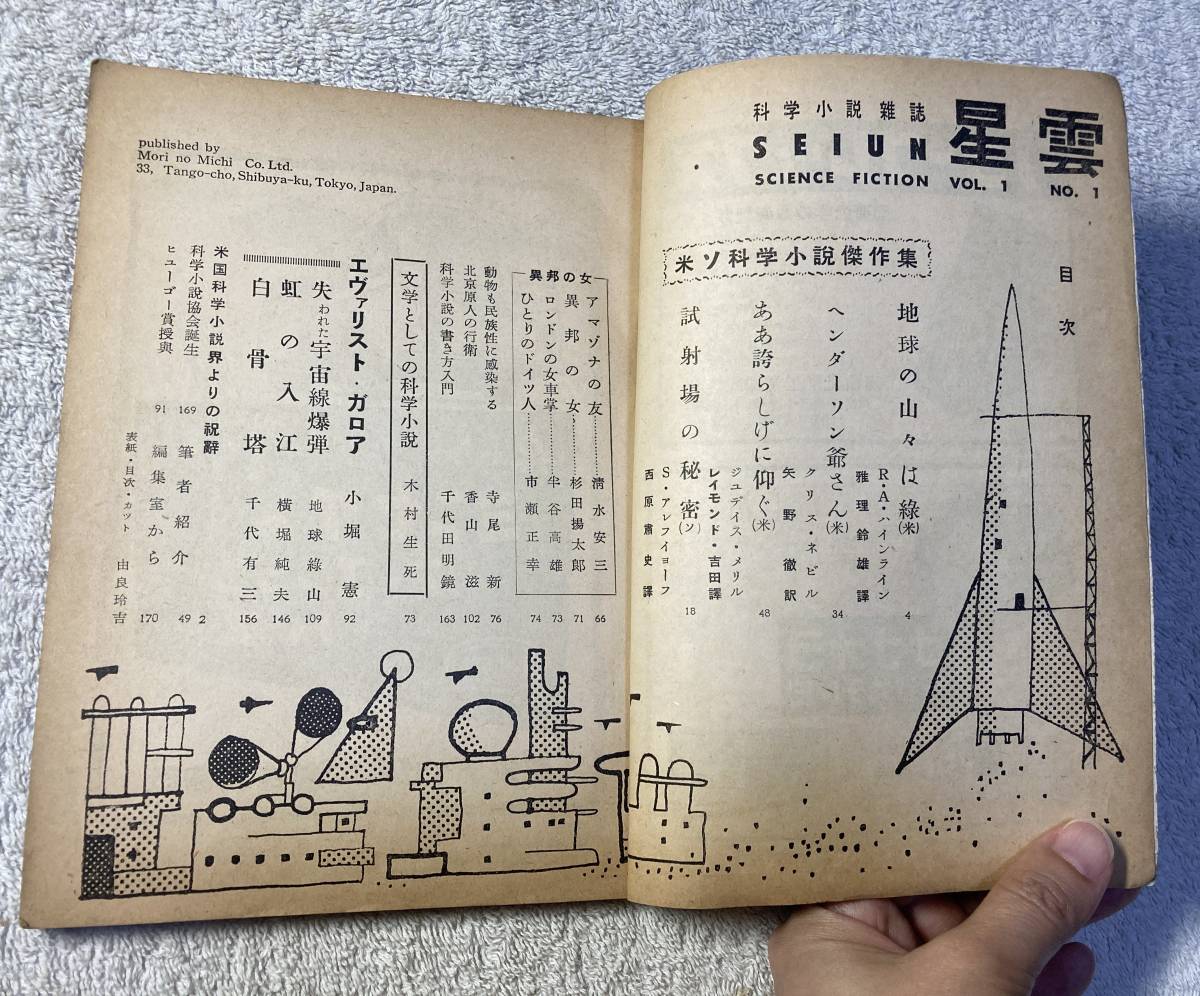 科学小説雑誌
SEIUN 星雲
SCIENCE FICTION VOL. 1 NO. 1
目次
米ソ科学小説傑作集
地球の山々は綠(米) R・A・ハインライン 雅理鈴雄譯 4
ヘンダーソン爺さん(米) クリス・ネビル 矢野徹訳 34
ああ誇らしげに仰ぐ(米) ジュデイス・メリル レイモンド・吉田譯 48
試射場の秘密(ソ) S・アレフイョーフ 西原肅史譯 18
published by
Mori no Michi Co. Ltd.
33, Tango-cho, Shibuya-ku, Tokyo, Japan.
異邦の女
アマゾナの友……………清水安三 66
異邦の女……………杉田揚太郎 71
ロンドンの女車掌…………牟谷高雄 73
ひとりのドイツ人…………市瀬正幸 74
動物も民族性に感染する 寺尾新 76
北京原人の行衛 香山滋 102
科学小説の書き方入門 千代田明鏡 163
文学としての科学小説 木村生死 73
エヴァリスト・ガロア 小堀憲 92
失われた宇宙線爆弾 地球綠山 109
虹の入江 横堀純夫 146
白骨塔 千代有三 156
米国科学小説界よりの祝辭 2
科学小説協会誕生 169 筆者紹介 49
ヒューゴー賞授與 91 編集室から 170
表紙・目次・カット 由良玲吉